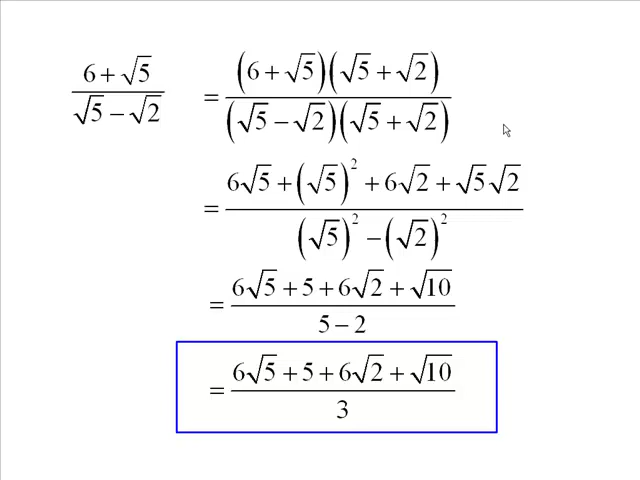 (6 + √5)/(√5 − √2) = ((6 + √5)(√5 + √2))/((√5 − √2)(√5 + √2))
= (6√5 + (√5)² + 6√2 + √5√2)/((√5)² − (√2)²)
= (6√5 + 5 + 6√2 + √10)/(5 − 2)
= (6√5 + 5 + 6√2 + √10)/3